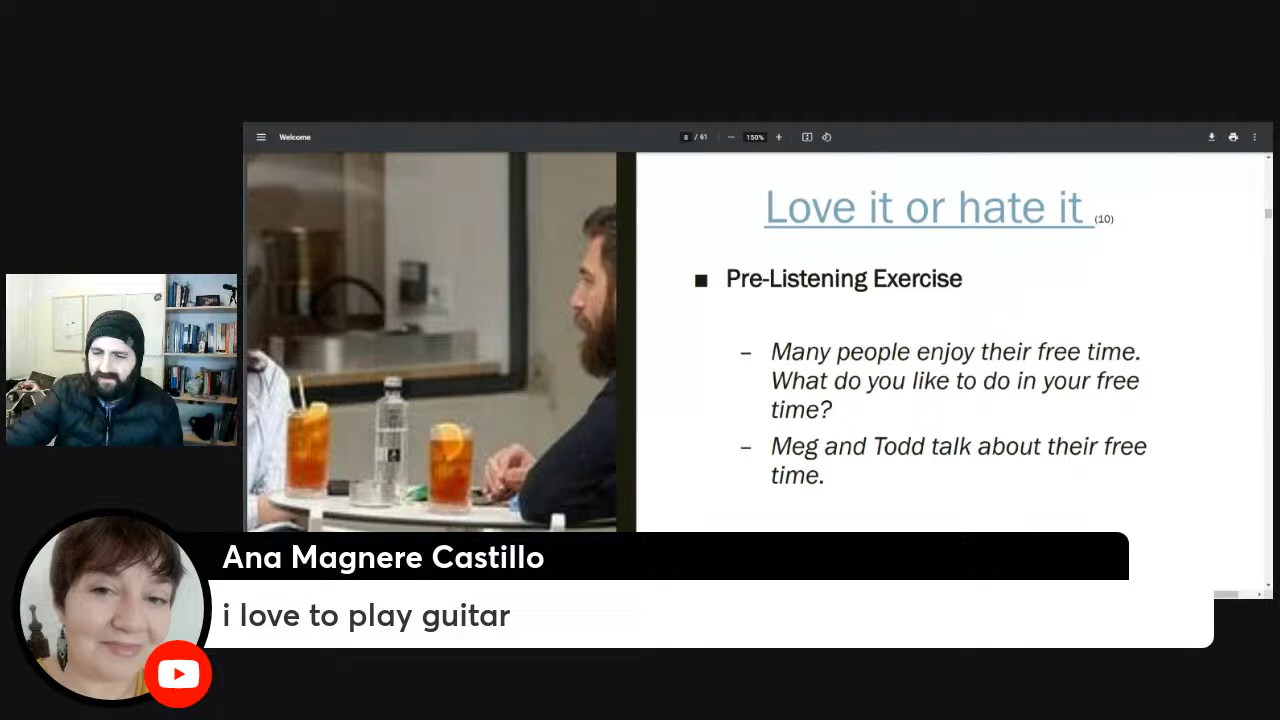 Welcome
8 / 61
150%
Love it or hate it (10)
Pre-Listening Exercise
– Many people enjoy their free time.
What do you like to do in your free
time?
– Meg and Todd talk about their free
time.
Ana Magnere Castillo
i love to play guitar